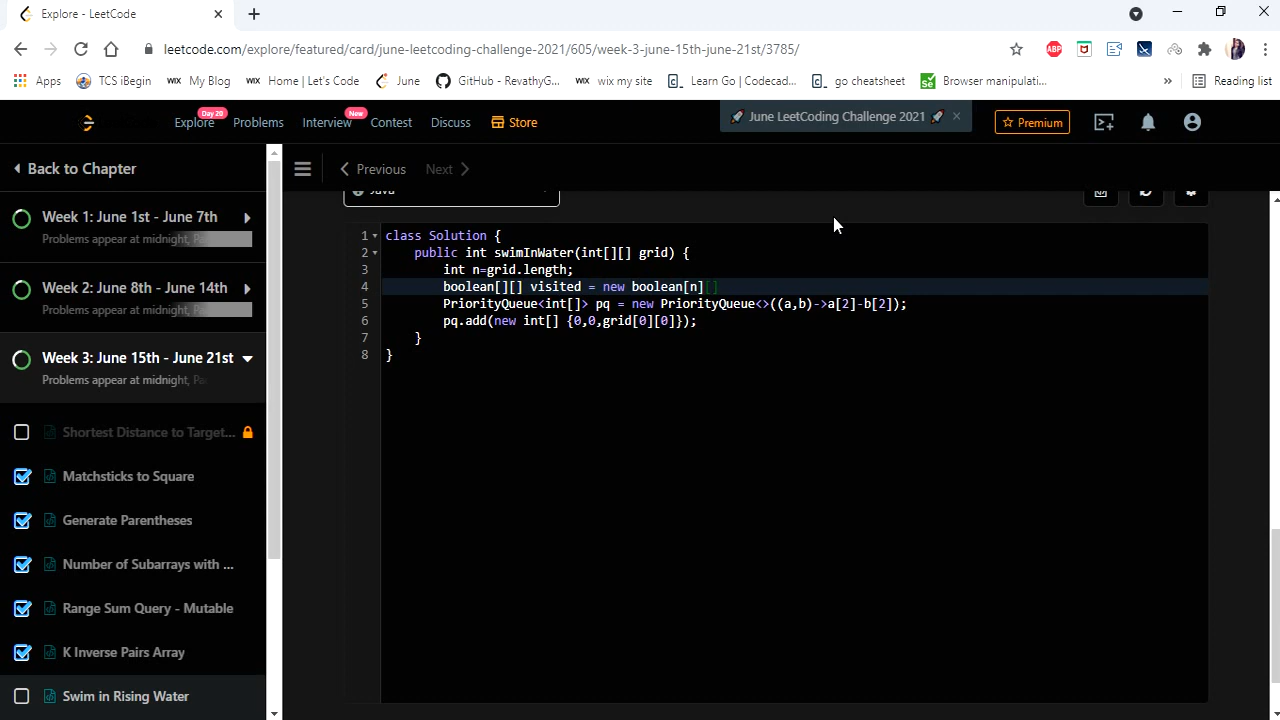 Explore - LeetCode
leetcode.com/explore/featured/card/june-leetcoding-challenge-2021/605/week-3-june-15th-june-21st/3785/
ABP
Apps TCS iBegin WIX My Blog WIX Home | Let's Code June GitHub - RevathyG... WIX wix my site Learn Go | Codecad... go cheatsheet Se Browser manipulati... » Reading list
Day 20 New
Explore Problems Interview Contest Discuss Store June LeetCoding Challenge 2021 Premium
Back to Chapter Previous Next
Java
Week 1: June 1st - June 7th
Problems appear at midnight,
Week 2: June 8th - June 14th
Problems appear at midnight,
Week 3: June 15th - June 21st
Problems appear at midnight,
Shortest Distance to Target...
Matchsticks to Square
Generate Parentheses
Number of Subarrays with ...
Range Sum Query - Mutable
K Inverse Pairs Array
Swim in Rising Water
1 class Solution {
2 public int swimInWater(int[][] grid) {
3 int n=grid.length;
4 boolean[][] visited = new boolean[n][]
5 PriorityQueue<int[]> pq = new PriorityQueue<>((a,b)->a[2]-b[2]);
6 pq.add(new int[] {0,0,grid[0][0]});
7 }
8 }